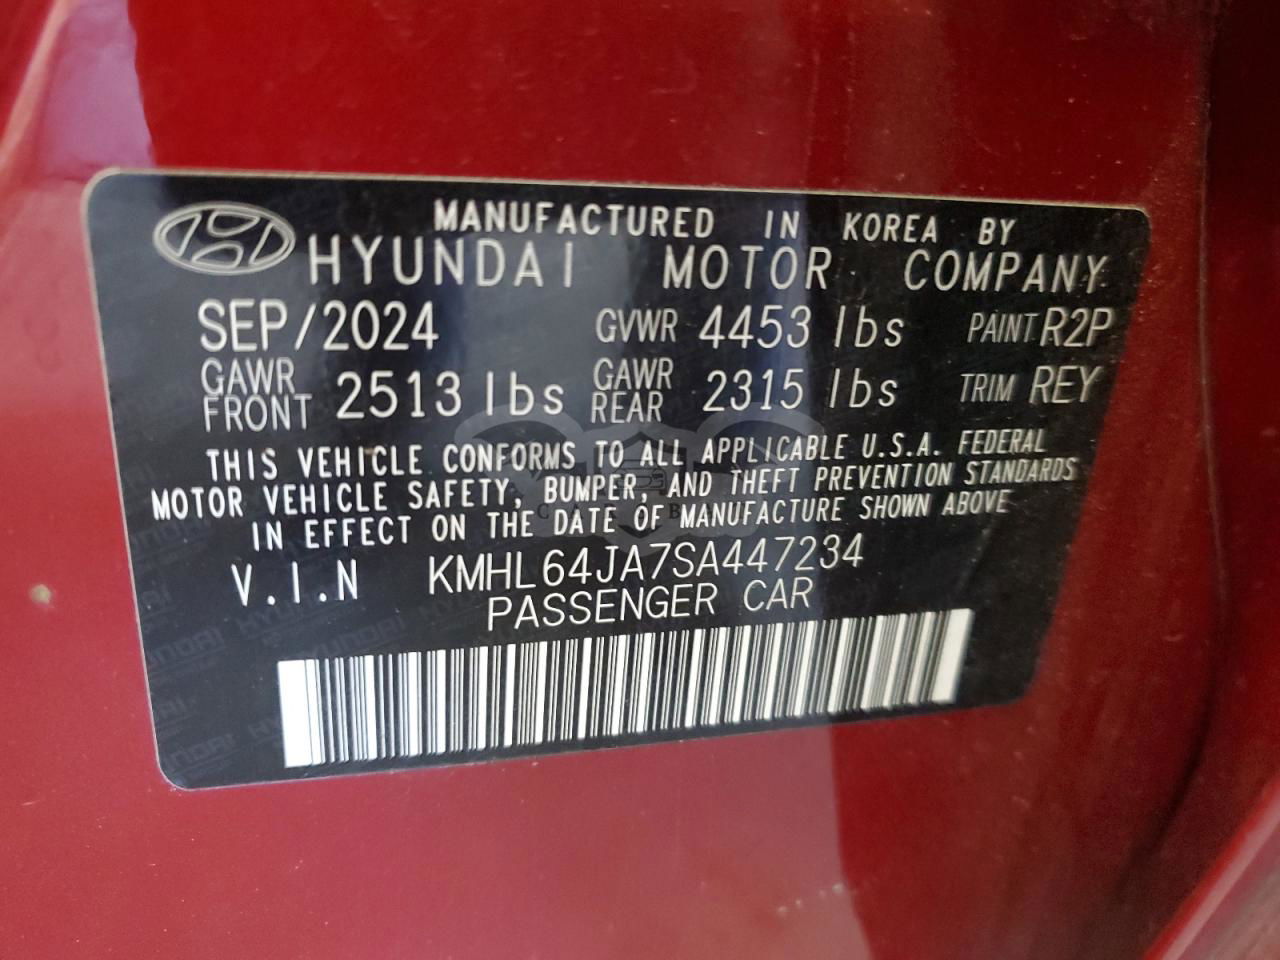 MANUFACTURED IN KOREA BY
HYUNDAI MOTOR COMPANY
SEP/2024 GVWR 4453 lbs PAINT R2P
GAWR FRONT 2513 lbs GAWR REAR 2315 lbs TRIM REY
THIS VEHICLE CONFORMS TO ALL APPLICABLE U.S.A. FEDERAL
MOTOR VEHICLE SAFETY, BUMPER, AND THEFT PREVENTION STANDARDS
IN EFFECT ON THE DATE OF MANUFACTURE SHOWN ABOVE
V.I.N KMHL64JA7SA447234
PASSENGER CAR